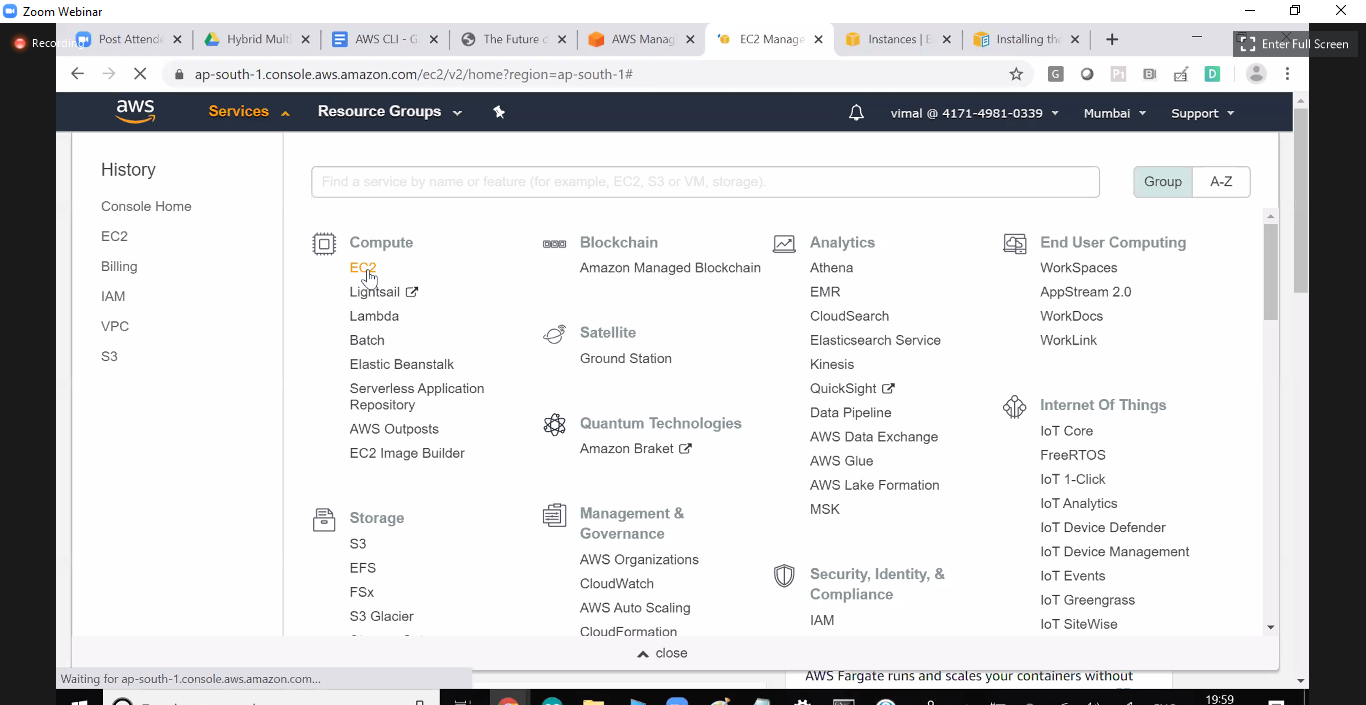 Zoom Webinar
Recording
Post Attende
Hybrid Mult
AWS CLI - G
The Future o
AWS Manag
EC2 Manage
Instances | E
Installing the
Enter Full Screen
ap-south-1.console.aws.amazon.com/ec2/v2/home?region=ap-south-1#
aws
Services
Resource Groups
vimal @ 4171-4981-0339
Mumbai
Support
History
Console Home
EC2
Billing
IAM
VPC
S3
Find a service by name or feature (for example, EC2, S3 or VM, storage).
Group
A-Z
Compute
EC2
Lightsail
Lambda
Batch
Elastic Beanstalk
Serverless Application
Repository
AWS Outposts
EC2 Image Builder
Storage
S3
EFS
FSx
S3 Glacier
Blockchain
Amazon Managed Blockchain
Satellite
Ground Station
Quantum Technologies
Amazon Braket
Management &
Governance
AWS Organizations
CloudWatch
AWS Auto Scaling
CloudFormation
Analytics
Athena
EMR
CloudSearch
Elasticsearch Service
Kinesis
QuickSight
Data Pipeline
AWS Data Exchange
AWS Glue
AWS Lake Formation
MSK
Security, Identity, &
Compliance
IAM
End User Computing
WorkSpaces
AppStream 2.0
WorkDocs
WorkLink
Internet Of Things
IoT Core
FreeRTOS
IoT 1-Click
IoT Analytics
IoT Device Defender
IoT Device Management
IoT Events
IoT Greengrass
IoT SiteWise
close
Waiting for ap-south-1.console.aws.amazon.com...
AWS Fargate runs and scales your containers without
19:59